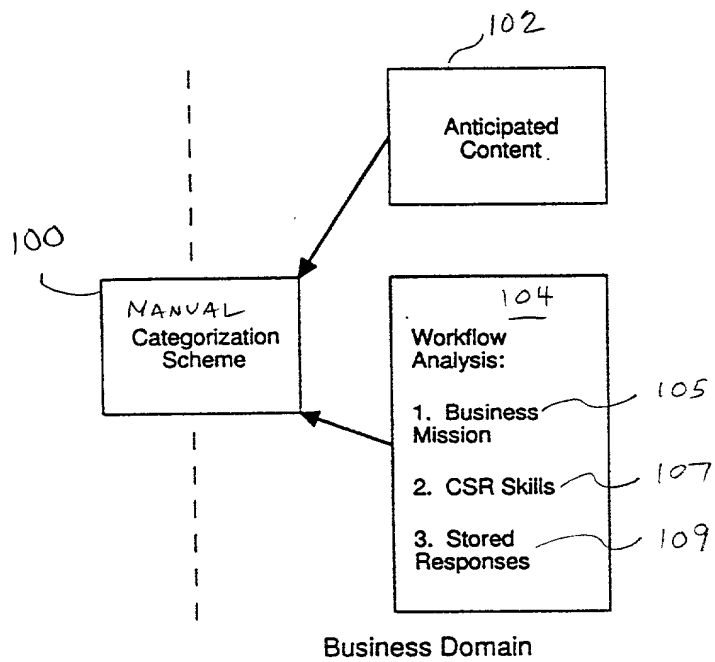 102
Anticipated
Content
100
MANUAL
Categorization
Scheme
104
Workflow
Analysis:
1. Business
Mission
105
2. CSR Skills
107
3. Stored
Responses
109
Business Domain